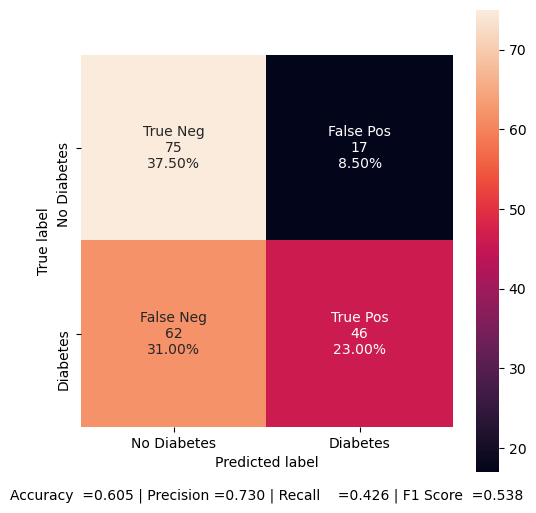 True Neg
75
37.50%
False Pos
17
8.50%
False Neg
62
31.00%
True Pos
46
23.00%
No Diabetes
Diabetes
True label
No Diabetes
Diabetes
Predicted label
70
60
50
40
30
20
Accuracy  =0.605 | Precision =0.730 | Recall    =0.426 | F1 Score  =0.538